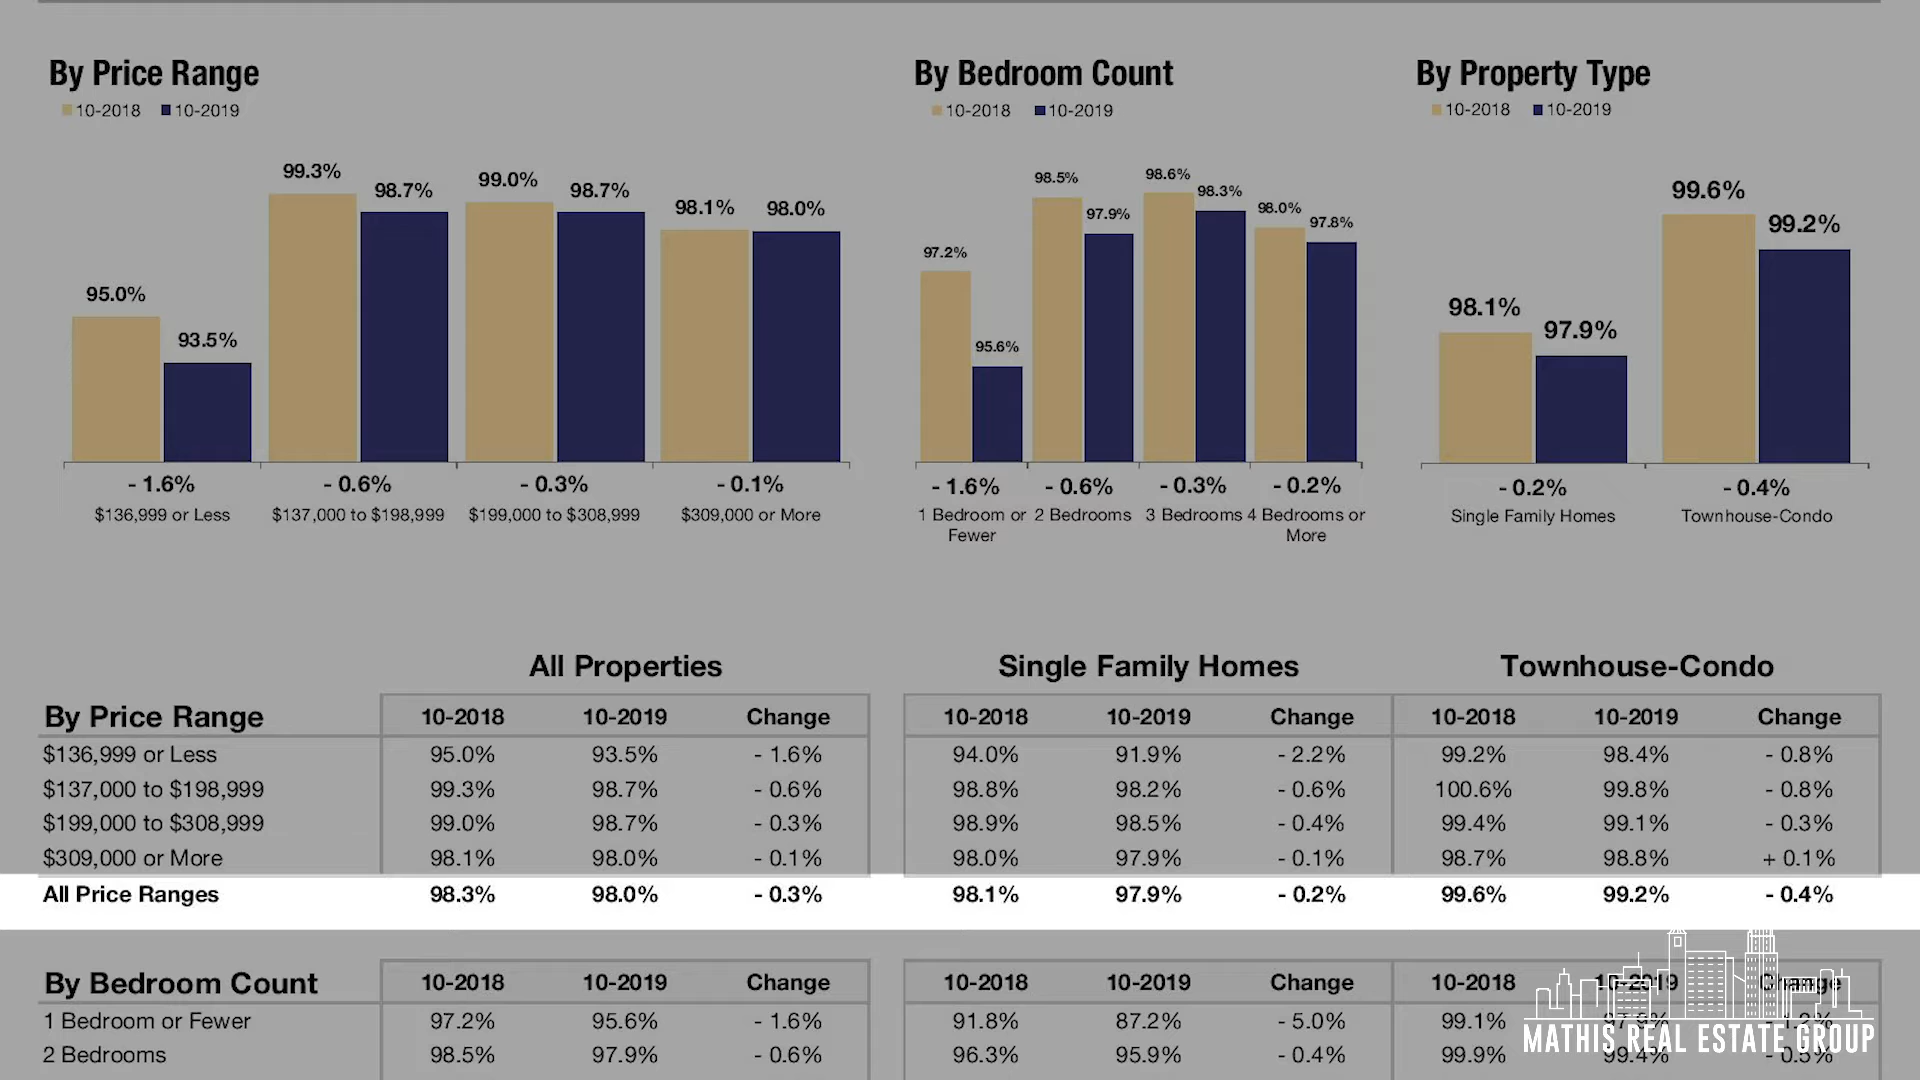 By Price Range
10-2018 10-2019
99.3% 98.7% 99.0% 98.7% 98.1% 98.0%
95.0% 93.5%
- 1.6% - 0.6% - 0.3% - 0.1%
$136,999 or Less $137,000 to $198,999 $199,000 to $308,999 $309,000 or More
By Bedroom Count
10-2018 10-2019
98.5% 97.9% 98.6% 98.3% 98.0% 97.8%
97.2% 95.6%
- 1.6% - 0.6% - 0.3% - 0.2%
1 Bedroom or 2 Bedrooms 3 Bedrooms 4 Bedrooms or
Fewer More
By Property Type
10-2018 10-2019
99.6% 99.2%
98.1% 97.9%
- 0.2% - 0.4%
Single Family Homes Townhouse-Condo
All Properties Single Family Homes Townhouse-Condo
By Price Range 10-2018 10-2019 Change 10-2018 10-2019 Change 10-2018 10-2019 Change
$136,999 or Less 95.0% 93.5% - 1.6% 94.0% 91.9% - 2.2% 99.2% 98.4% - 0.8%
$137,000 to $198,999 99.3% 98.7% - 0.6% 98.8% 98.2% - 0.6% 100.6% 99.8% - 0.8%
$199,000 to $308,999 99.0% 98.7% - 0.3% 98.9% 98.5% - 0.4% 99.4% 99.1% - 0.3%
$309,000 or More 98.1% 98.0% - 0.1% 98.0% 97.9% - 0.1% 98.7% 98.8% + 0.1%
All Price Ranges 98.3% 98.0% - 0.3% 98.1% 97.9% - 0.2% 99.6% 99.2% - 0.4%
By Bedroom Count 10-2018 10-2019 Change 10-2018 10-2019 Change 10-2018 10-2019 Change
1 Bedroom or Fewer 97.2% 95.6% - 1.6% 91.8% 87.2% - 5.0% 99.1%
2 Bedrooms 98.5% 97.9% - 0.6% 96.3% 95.9% - 0.4% 99.9% 99.4% - 0.5%
MATHIS REAL ESTATE GROUP